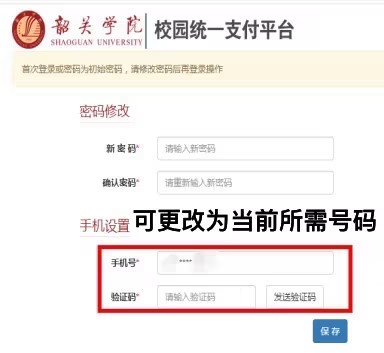 韶关学院
SHAOGUAN UNIVERSITY
校园统一支付平台
首次登录或密码为初始密码，请修改密码后再登录操作
密码修改
新 密 码*
请输入新密码
确认密码*
请重新输入新密码
手机设置
可更改为当前所需号码
手机号*
****
验证码*
请输入验证码
发送验证码
保 存